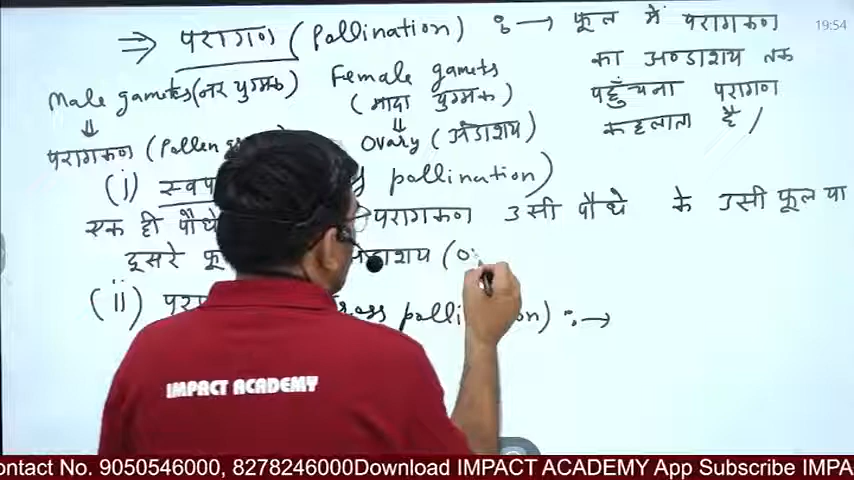 ⇒ परागण (Pollination) :→ फूल में परागकण
19:54
का अण्डाशय तक
Male gametes (नर युग्मक) Female gamets
(मादा युग्मक) पहुँचना परागण
परागकण (Pollen Ovary (अंडाशय) कहलाता है/
(i) pollination)
एक ही पौधे परागकण उसी पौधे के उसी फूल या
दूसरे
(ii) polli on) :→
IMPACT ACADEMY
ontact No. 9050546000, 8278246000Download IMPACT ACADEMY App Subscribe IMPA